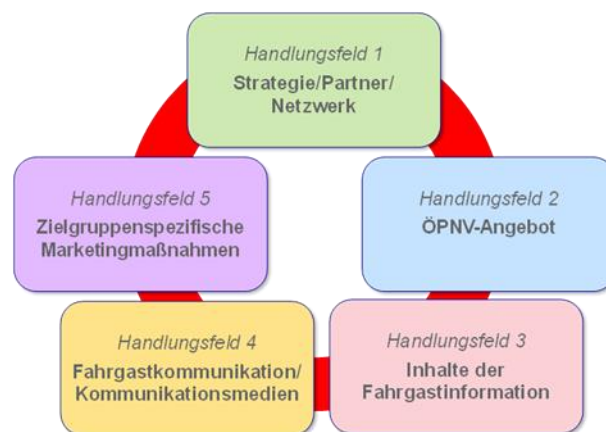 Handlungsfeld 1
Strategie/Partner/
Netzwerk
Handlungsfeld 2
ÖPNV-Angebot
Handlungsfeld 3
Inhalte der
Fahrgastinformation
Handlungsfeld 4
Fahrgastkommunikation/
Kommunikationsmedien
Handlungsfeld 5
Zielgruppenspezifische
Marketingmaßnahmen